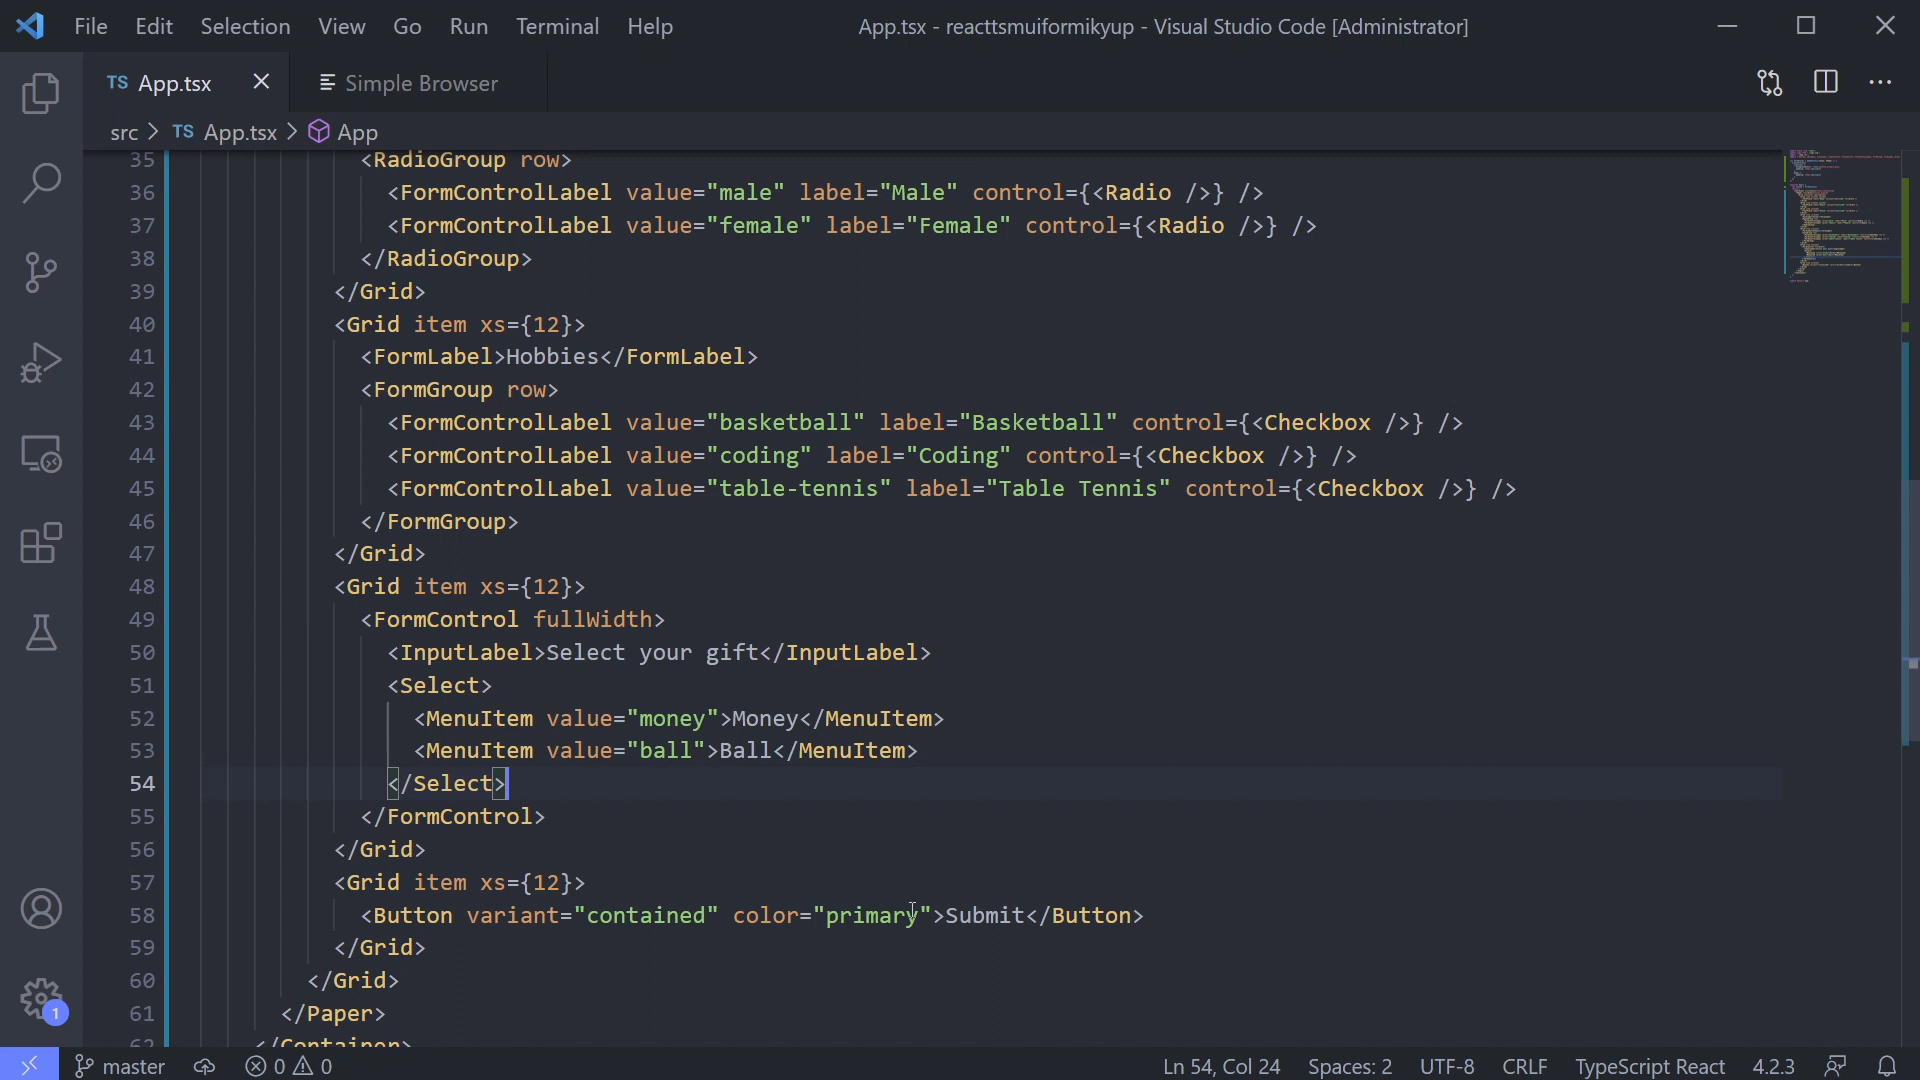 File Edit Selection View Go Run Terminal Help App.tsx - reacttsmuiformikyup - Visual Studio Code [Administrator]
TS App.tsx Simple Browser
src > TS App.tsx > App
35 <RadioGroup row>
36 <FormControlLabel value="male" label="Male" control={<Radio />} />
37 <FormControlLabel value="female" label="Female" control={<Radio />} />
38 </RadioGroup>
39 </Grid>
40 <Grid item xs={12}>
41 <FormLabel>Hobbies</FormLabel>
42 <FormGroup row>
43 <FormControlLabel value="basketball" label="Basketball" control={<Checkbox />} />
44 <FormControlLabel value="coding" label="Coding" control={<Checkbox />} />
45 <FormControlLabel value="table-tennis" label="Table Tennis" control={<Checkbox />} />
46 </FormGroup>
47 </Grid>
48 <Grid item xs={12}>
49 <FormControl fullWidth>
50 <InputLabel>Select your gift</InputLabel>
51 <Select>
52 <MenuItem value="money">Money</MenuItem>
53 <MenuItem value="ball">Ball</MenuItem>
54 </Select>
55 </FormControl>
56 </Grid>
57 <Grid item xs={12}>
58 <Button variant="contained" color="primary">Submit</Button>
59 </Grid>
60 </Grid>
61 </Paper>
62 </Container>
1
master 0 0 Ln 54, Col 24 Spaces: 2 UTF-8 CRLF TypeScript React 4.2.3